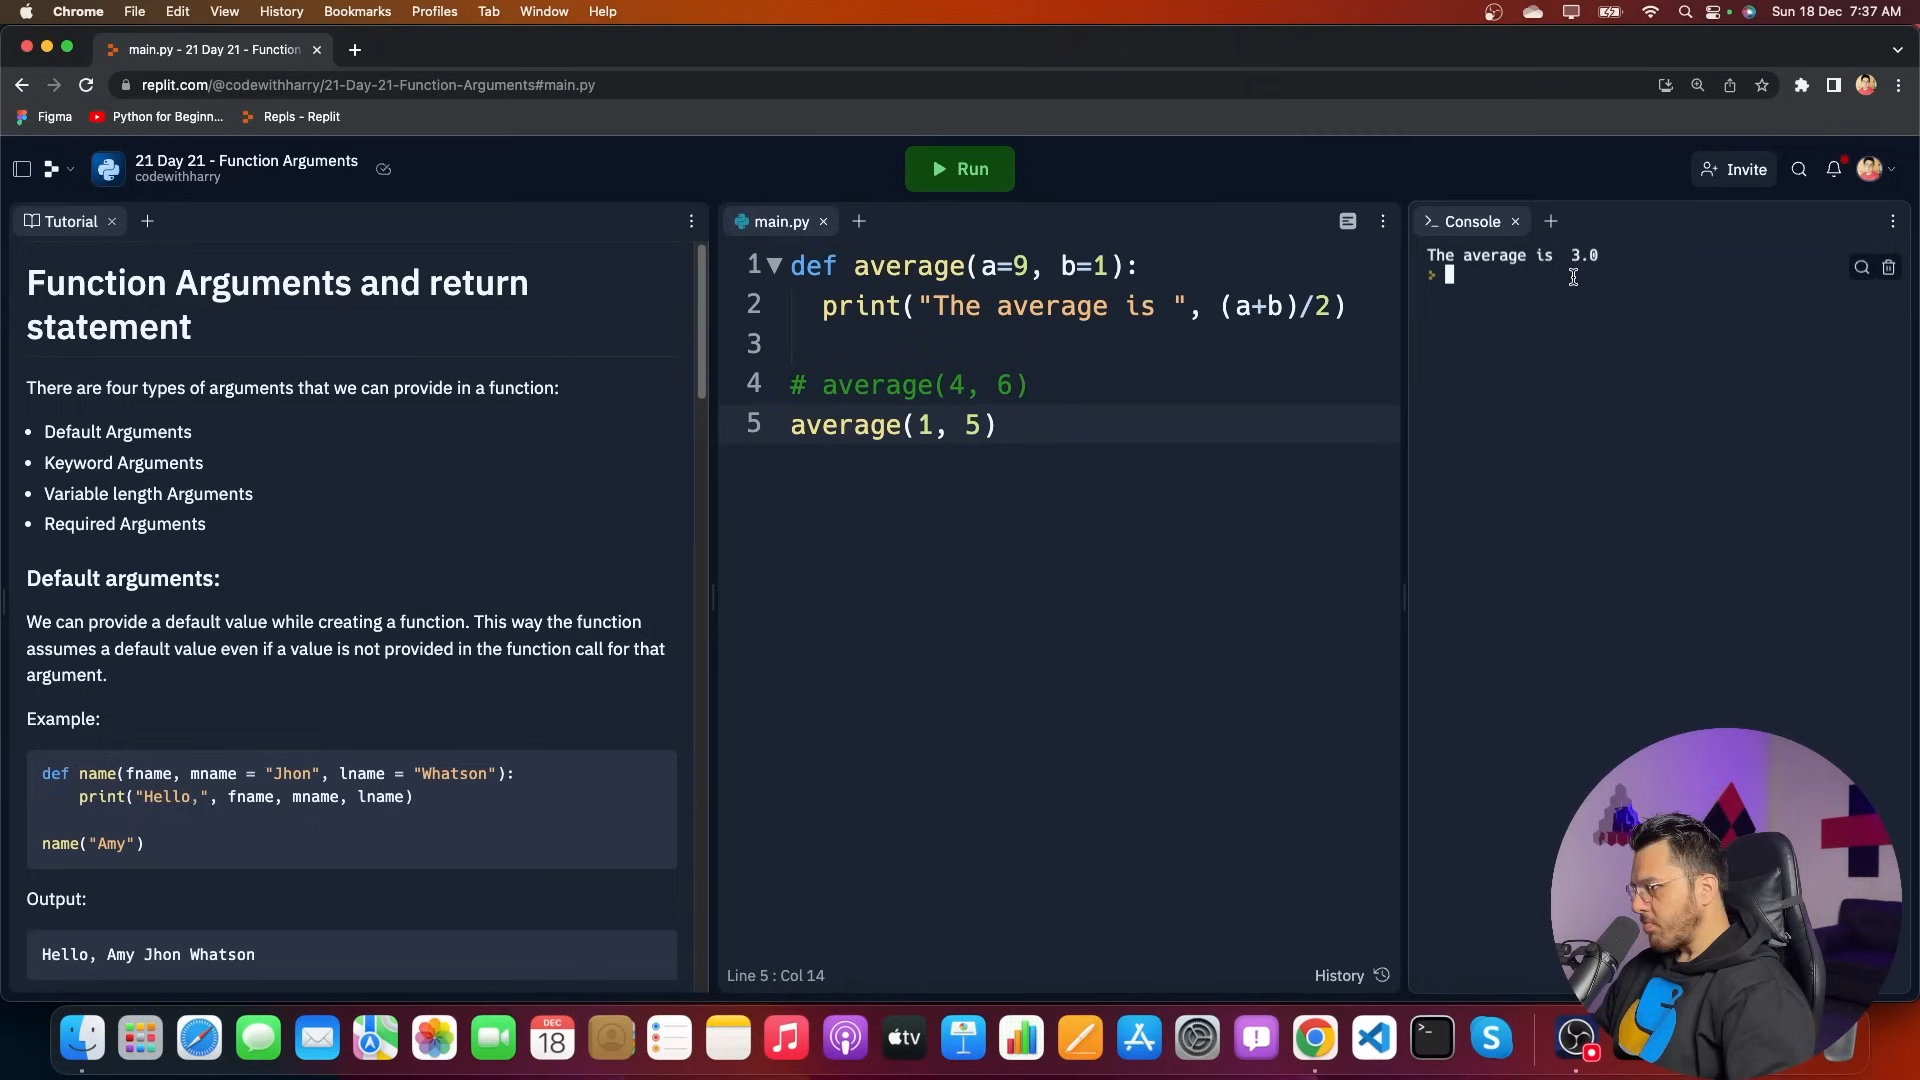 Chrome File Edit View History Bookmarks Profiles Tab Window Help Sun 18 Dec 7:37 AM
main.py - 21 Day 21 - Function
replit.com/@codewithharry/21-Day-21-Function-Arguments#main.py
Figma Python for Beginn... Repls - Replit
21 Day 21 - Function Arguments
codewithharry
Run
Invite
Tutorial
Function Arguments and return
statement
There are four types of arguments that we can provide in a function:
• Default Arguments
• Keyword Arguments
• Variable length Arguments
• Required Arguments
Default arguments:
We can provide a default value while creating a function. This way the function
assumes a default value even if a value is not provided in the function call for that
argument.
Example:
def name(fname, mname = "Jhon", lname = "Whatson"):
print("Hello,", fname, mname, lname)
name("Amy")
Output:
Hello, Amy Jhon Whatson
main.py
1 def average(a=9, b=1):
2 print("The average is ", (a+b)/2)
3
4 # average(4, 6)
5 average(1, 5)
Line 5 : Col 14
History
Console
The average is  3.0
DEC
18
tv